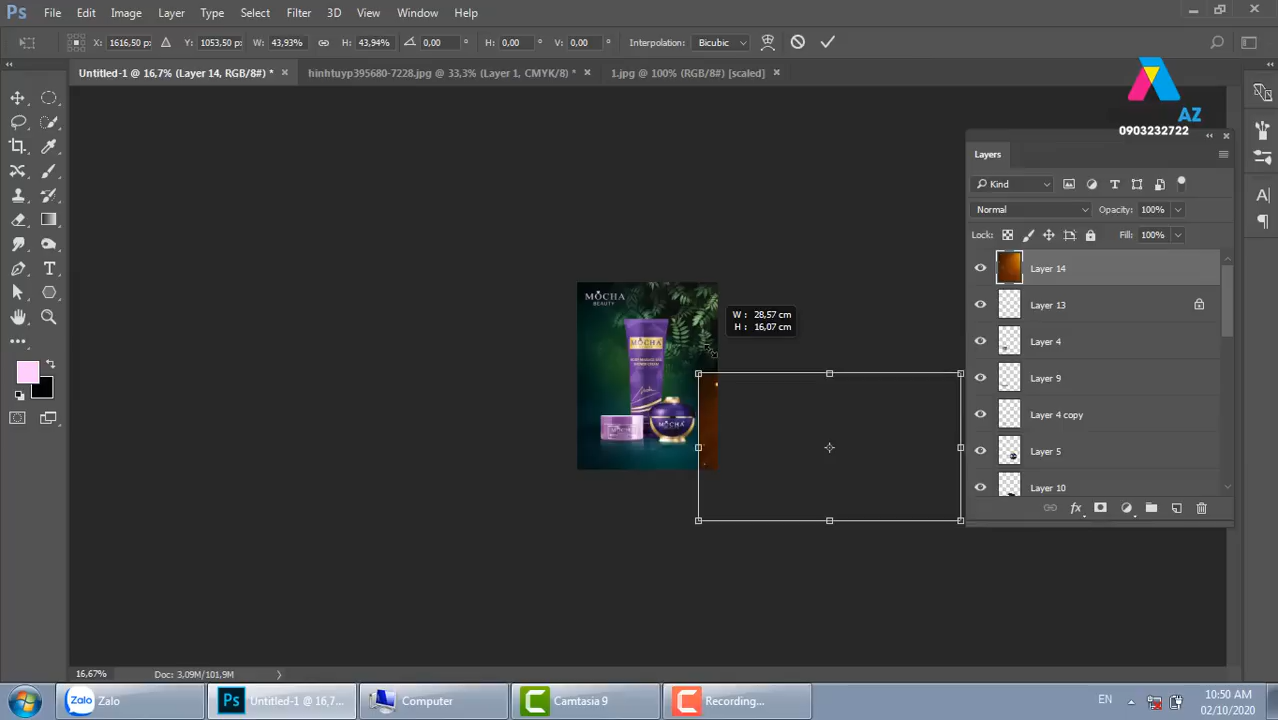 Ps File Edit Image Layer Type Select Filter 3D View Window Help
X: 1616,50 px Y: 1053,50 px W: 43,93% H: 43,94% 0,00 ° H: 0,00 ° V: 0,00 ° Interpolation: Bicubic
Untitled-1 @ 16,7% (Layer 14, RGB/8#) * × hinhtuyp395680-7228.jpg @ 33,3% (Layer 1, CMYK/8) * × 1.jpg @ 100% (RGB/8#) [scaled] ×
AZ
0903232722
Layers
Kind
Normal Opacity: 100%
Lock: Fill: 100%
Layer 14
Layer 13
Layer 4
Layer 9
Layer 4 copy
Layer 5
Layer 10
MOCHA
BEAUTY
W: 28,57 cm
H: 16,07 cm
MOCHA
MOCHA
MOCHA
16,67% Doc: 3,09M/101,9M
Zalo Zalo
Ps Untitled-1 @ 16,7...
Computer
Camtasia 9
Recording...
EN
10:50 AM
02/10/2020